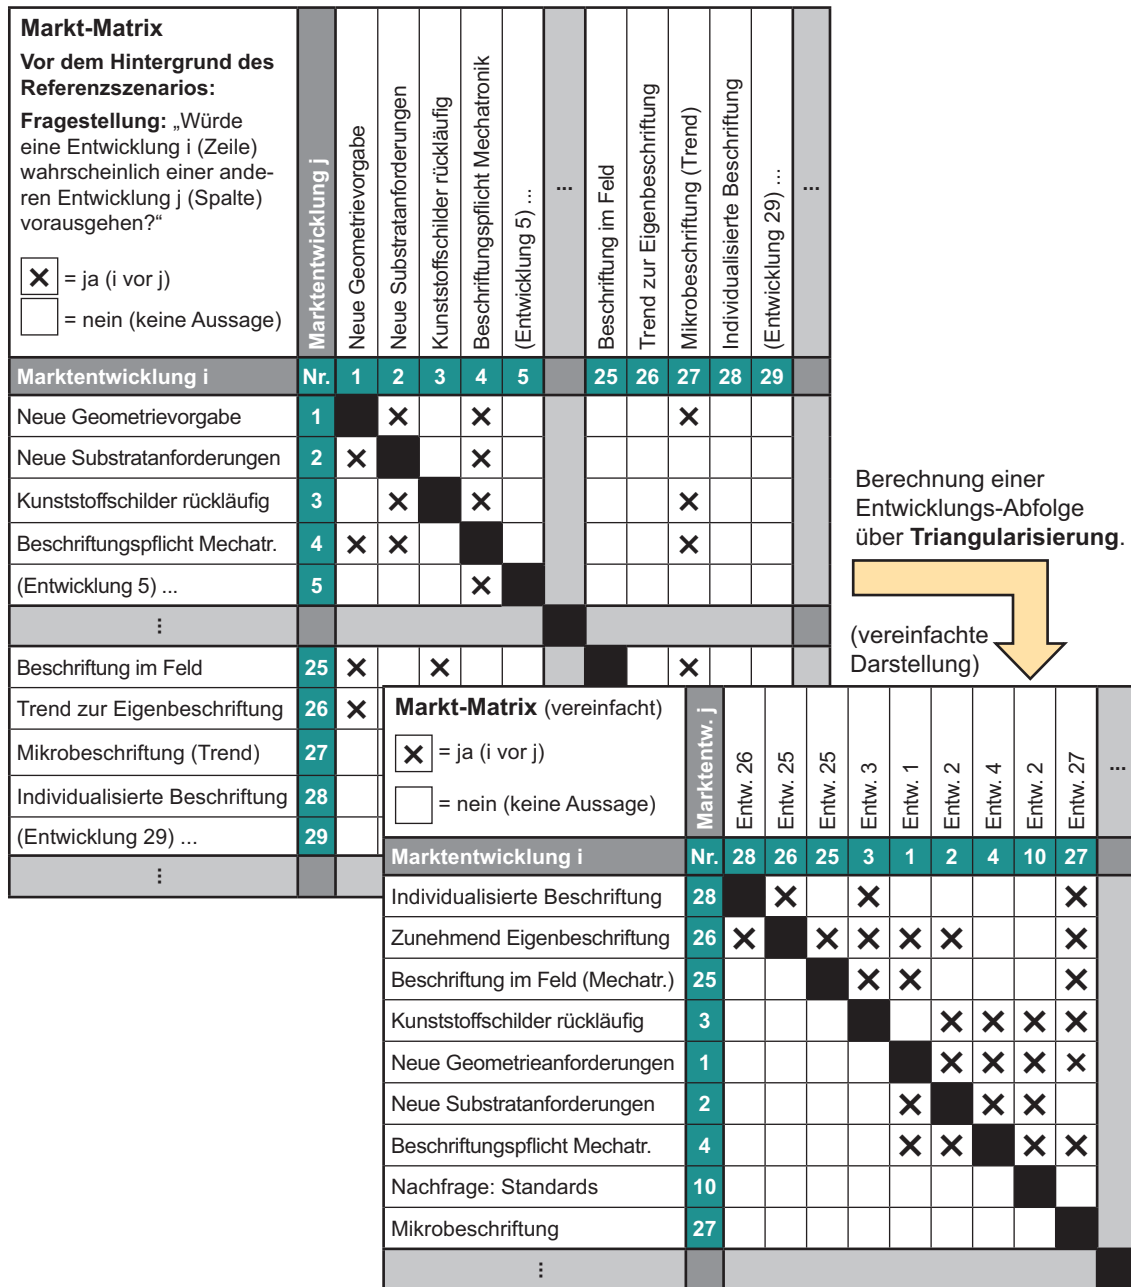 Markt-Matrix
Vor dem Hintergrund des
Referenzszenarios:
Fragestellung: „Würde
eine Entwicklung i (Zeile)
wahrscheinlich einer ande-
ren Entwicklung j (Spalte)
vorausgehen?“
✕ = ja (i vor j)
= nein (keine Aussage)
Marktentwicklung j
Neue Geometrievorgabe
Neue Substratanforderungen
Kunststoffschilder rückläufig
Beschriftungspflicht Mechatronik
(Entwicklung 5) ...
...
Beschriftung im Feld
Trend zur Eigenbeschriftung
Mikrobeschriftung (Trend)
Individualisierte Beschriftung
(Entwicklung 29) ...
...
Marktentwicklung i Nr. 1 2 3 4 5 25 26 27 28 29
Neue Geometrievorgabe 1 ✕ ✕ ✕
Neue Substratanforderungen 2 ✕ ✕
Kunststoffschilder rückläufig 3 ✕ ✕ ✕
Beschriftungspflicht Mechatr. 4 ✕ ✕ ✕
(Entwicklung 5) ... 5 ✕
...
Beschriftung im Feld 25 ✕ ✕ ✕
Trend zur Eigenbeschriftung 26 ✕
Mikrobeschriftung (Trend) 27
Individualisierte Beschriftung 28
(Entwicklung 29) ... 29
...
Berechnung einer
Entwicklungs-Abfolge
über Triangularisierung.
(vereinfachte
Darstellung)
Markt-Matrix (vereinfacht)
✕ = ja (i vor j)
= nein (keine Aussage)
Marktentw. j
Entw. 26
Entw. 25
Entw. 25
Entw. 3
Entw. 1
Entw. 2
Entw. 4
Entw. 2
Entw. 27
...
Marktentwicklung i Nr. 28 26 25 3 1 2 4 10 27
Individualisierte Beschriftung 28 ✕ ✕ ✕
Zunehmend Eigenbeschriftung 26 ✕ ✕ ✕ ✕ ✕ ✕
Beschriftung im Feld (Mechatr.) 25 ✕ ✕ ✕
Kunststoffschilder rückläufig 3 ✕ ✕ ✕ ✕
Neue Geometrieanforderungen 1 ✕ ✕ ✕ ✕
Neue Substratanforderungen 2 ✕ ✕ ✕
Beschriftungspflicht Mechatr. 4 ✕ ✕ ✕ ✕
Nachfrage: Standards 10
Mikrobeschriftung 27
...